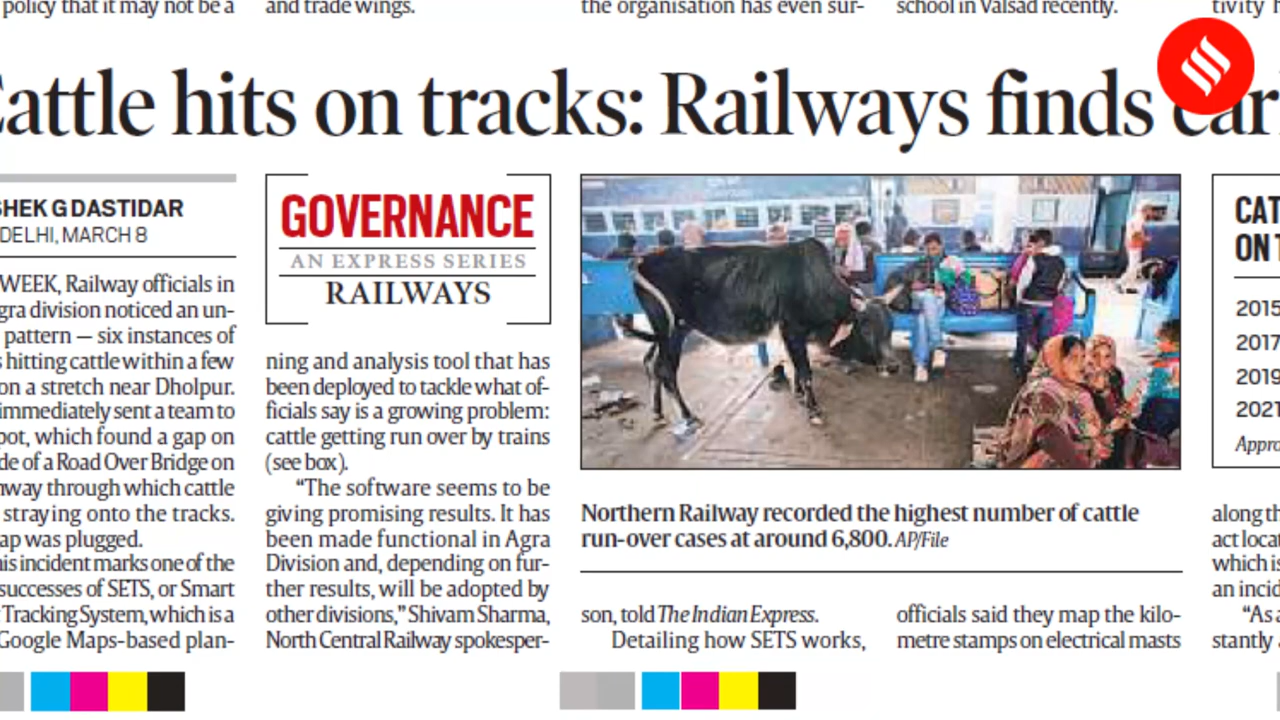 policy that it may not be a
and trade wings.
the organisation has even sur-
school in Valsad recently.
tivity
attle hits on tracks: Railways finds
SHEK G DASTIDAR
DELHI, MARCH 8
WEEK, Railway officials in
gra division noticed an un-
pattern — six instances of
hitting cattle within a few
on a stretch near Dholpur.
immediately sent a team to
pot, which found a gap on
de of a Road Over Bridge on
way through which cattle
straying onto the tracks.
ap was plugged.
his incident marks one of the
successes of SETS, or Smart
Tracking System, which is a
Google Maps-based plan-
GOVERNANCE
AN EXPRESS SERIES
RAILWAYS
ning and analysis tool that has
been deployed to tackle what of-
ficials say is a growing problem:
cattle getting run over by trains
(see box).
“The software seems to be
giving promising results. It has
been made functional in Agra
Division and, depending on fur-
ther results, will be adopted by
other divisions,” Shivam Sharma,
North Central Railway spokesper-
Northern Railway recorded the highest number of cattle
run-over cases at around 6,800. AP/File
son, told The Indian Express.
Detailing how SETS works,
officials said they map the kilo-
metre stamps on electrical masts
CAT
ON T
2015
2017
2019
2021
Appro
along th
act locat
which is
an incid
“As a
stantly